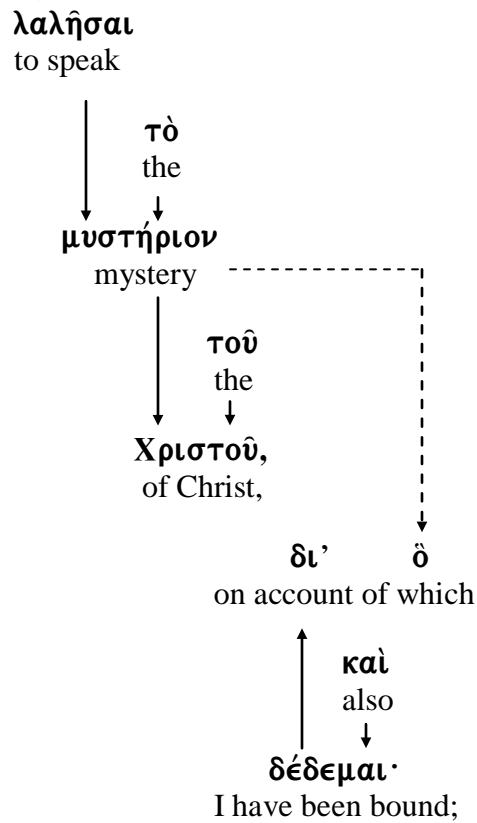 λαλῆσαι
to speak
τὸ
the
μυστήριον
mystery
τοῦ
the
Χριστοῦ,
of Christ,
δι’ ὃ
on account of which
καὶ
also
δέδεμαι·
I have been bound;